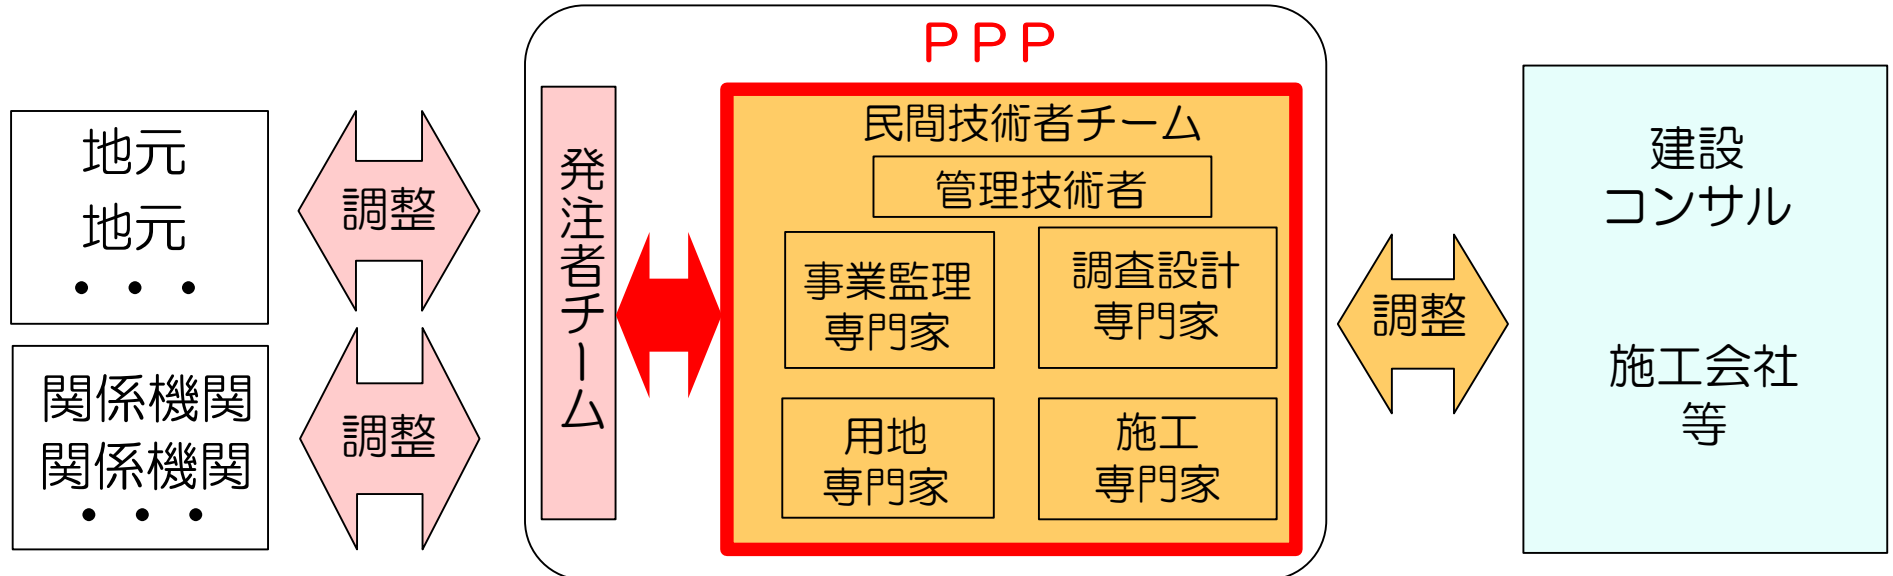 地元
地元
・・・
関係機関
関係機関
・・・
調整
調整
ＰＰＰ
発注者チーム
民間技術者チーム
管理技術者
事業監理
専門家
調査設計
専門家
用地
専門家
施工
専門家
調整
建設
コンサル
施工会社
等